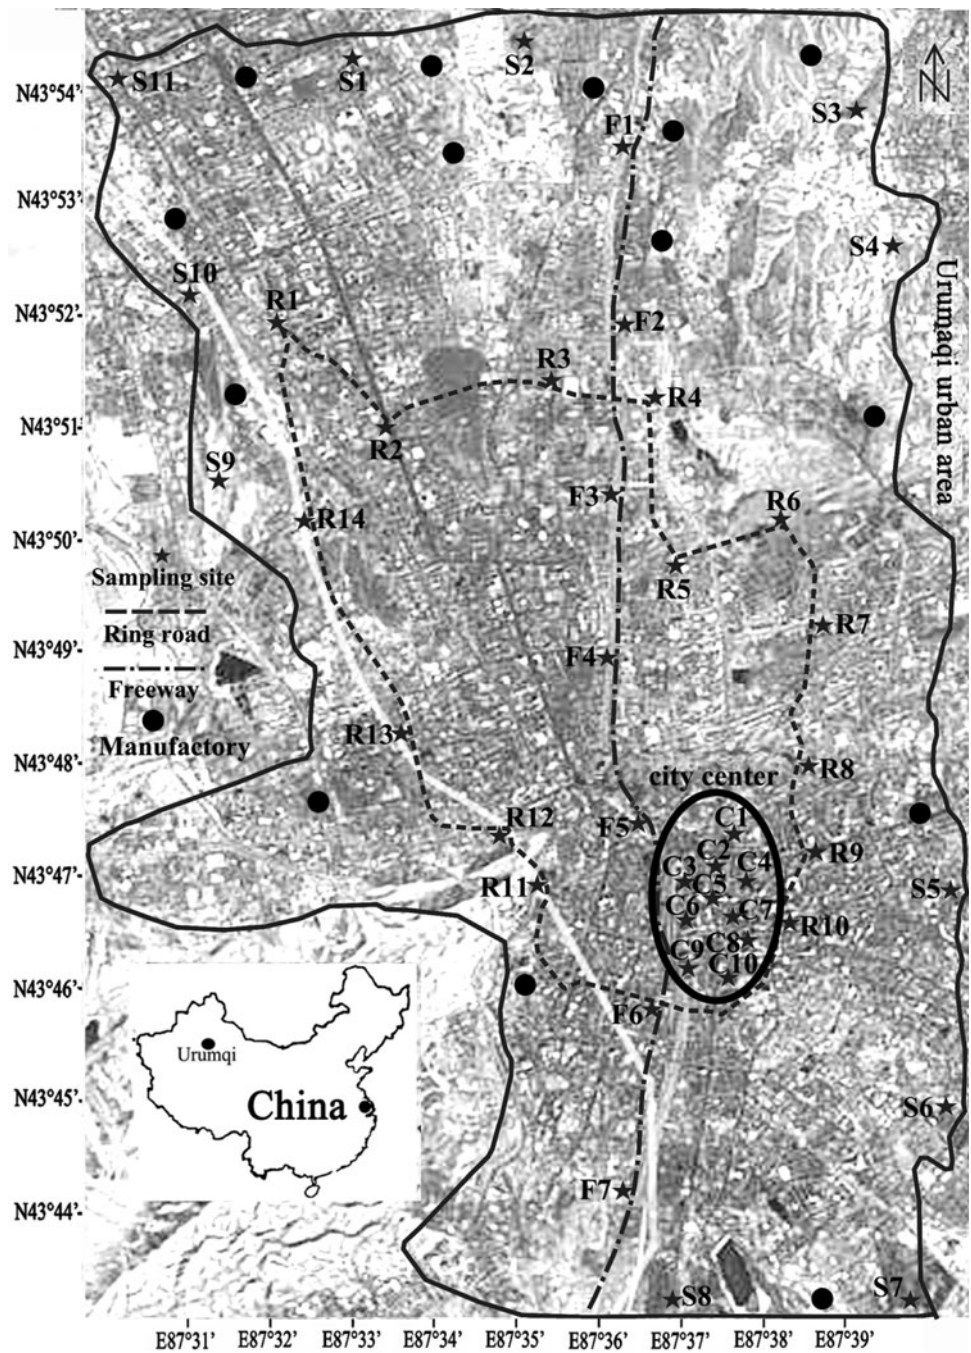 S11
S1
S2
S3
N43°54’
F1
N43°53’
S4
S10
R1
N43°52’
F2
Urumaqi urban area
R3
R4
N43°51’
R2
S9
F3
R6
R14
N43°50’
Sampling site
R5
Ring road
R7
N43°49’
F4
Freeway
R13
Manufactory
N43°48’
R8
city center
R12
F5
C1
C2
R9
C3
C4
N43°47’
R11
C5
S5
C6
C7
R10
C8
C9
C10
N43°46’
F6
Urumqi
China
N43°45’
S6
F7
N43°44’
S8
S7
E87°31’
E87°32’
E87°33’
E87°34’
E87°35’
E87°36’
E87°37’
E87°38’
E87°39’
N